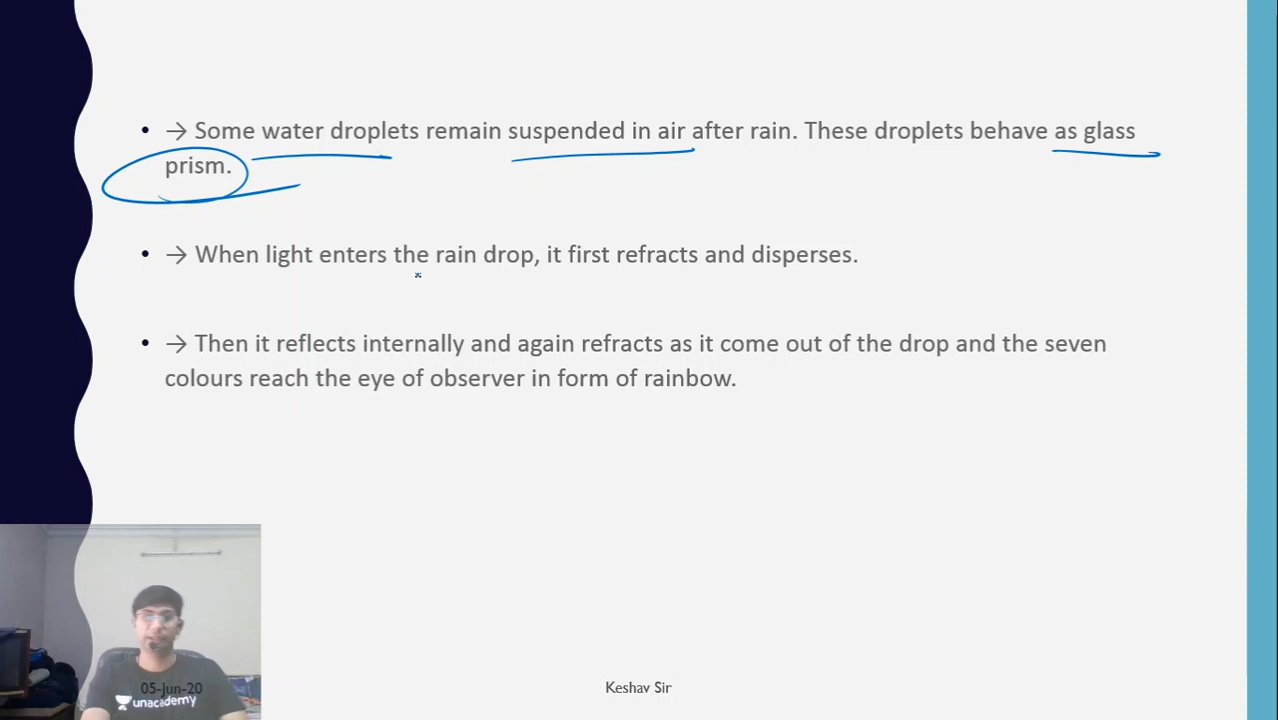 • → Some water droplets remain suspended in air after rain. These droplets behave as glass
prism.
• → When light enters the rain drop, it first refracts and disperses.
• → Then it reflects internally and again refracts as it come out of the drop and the seven
colours reach the eye of observer in form of rainbow.
05-Jun-20
unacademy
Keshav Sir